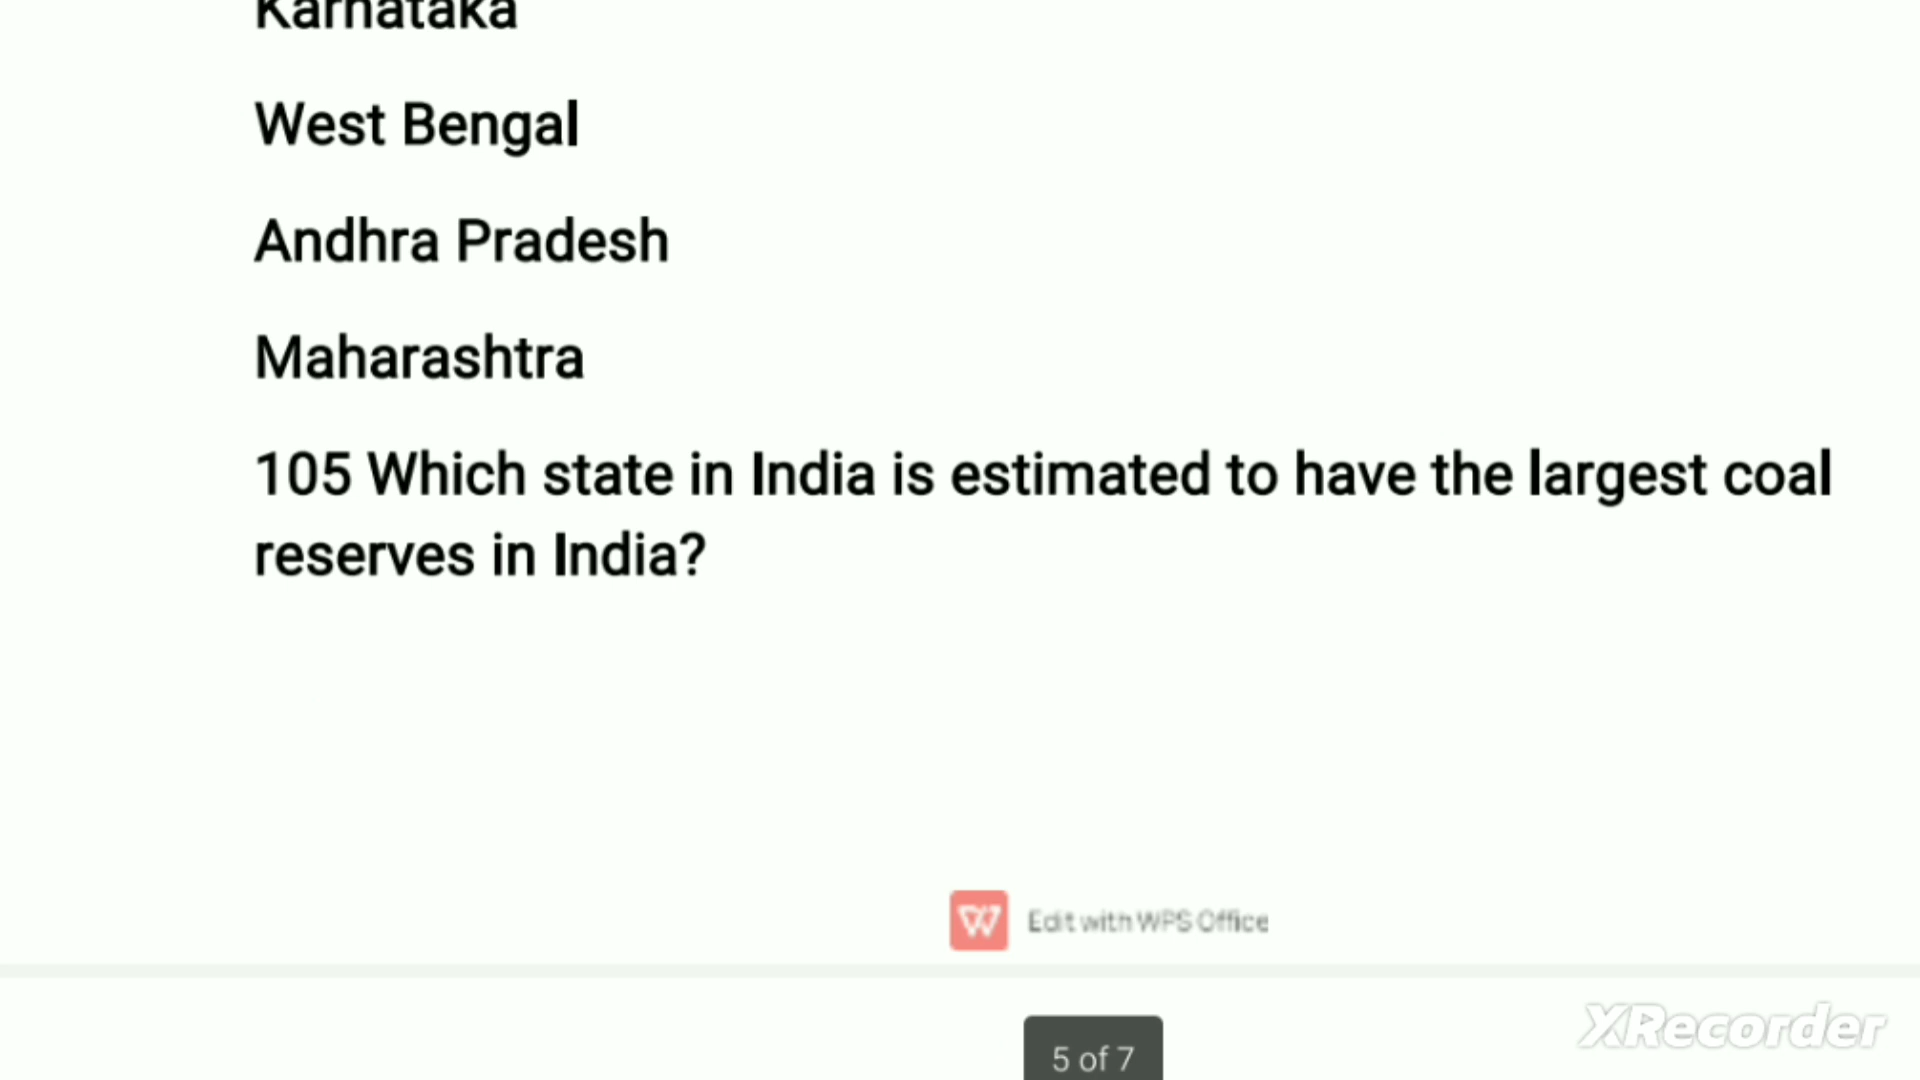 Karnataka
West Bengal
Andhra Pradesh
Maharashtra
105 Which state in India is estimated to have the largest coal
reserves in India?
Edit with WPS Office
XRecorder
5 of 7